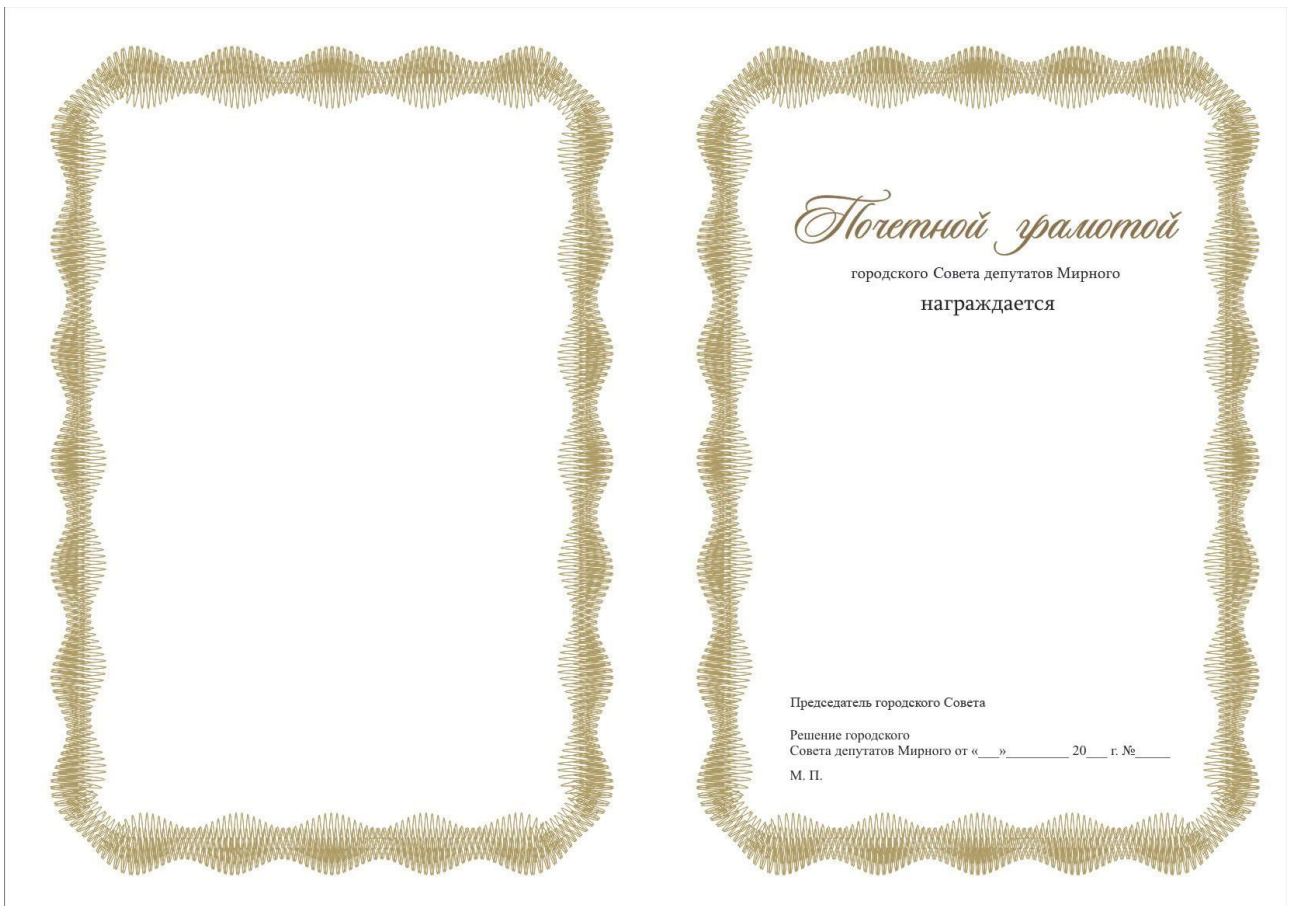 Почетной грамотой
городского Совета депутатов Мирного
награждается
Председатель городского Совета
Решение городского
Совета депутатов Мирного от «___»_________ 20___ г. №_____
М. П.